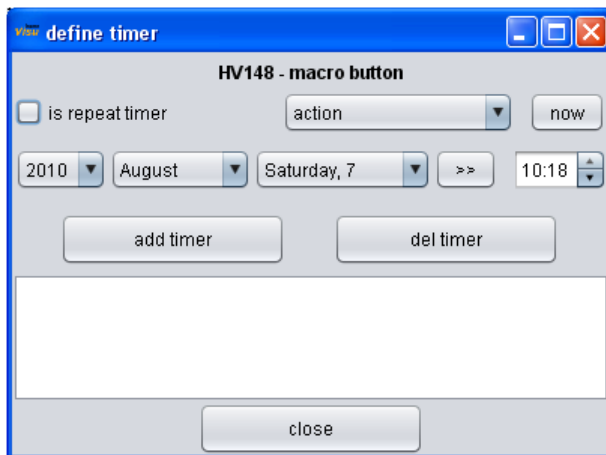 Visu define timer
HV148 - macro button
is repeat timer action now
2010 August Saturday, 7 >> 10:18
add timer del timer
close